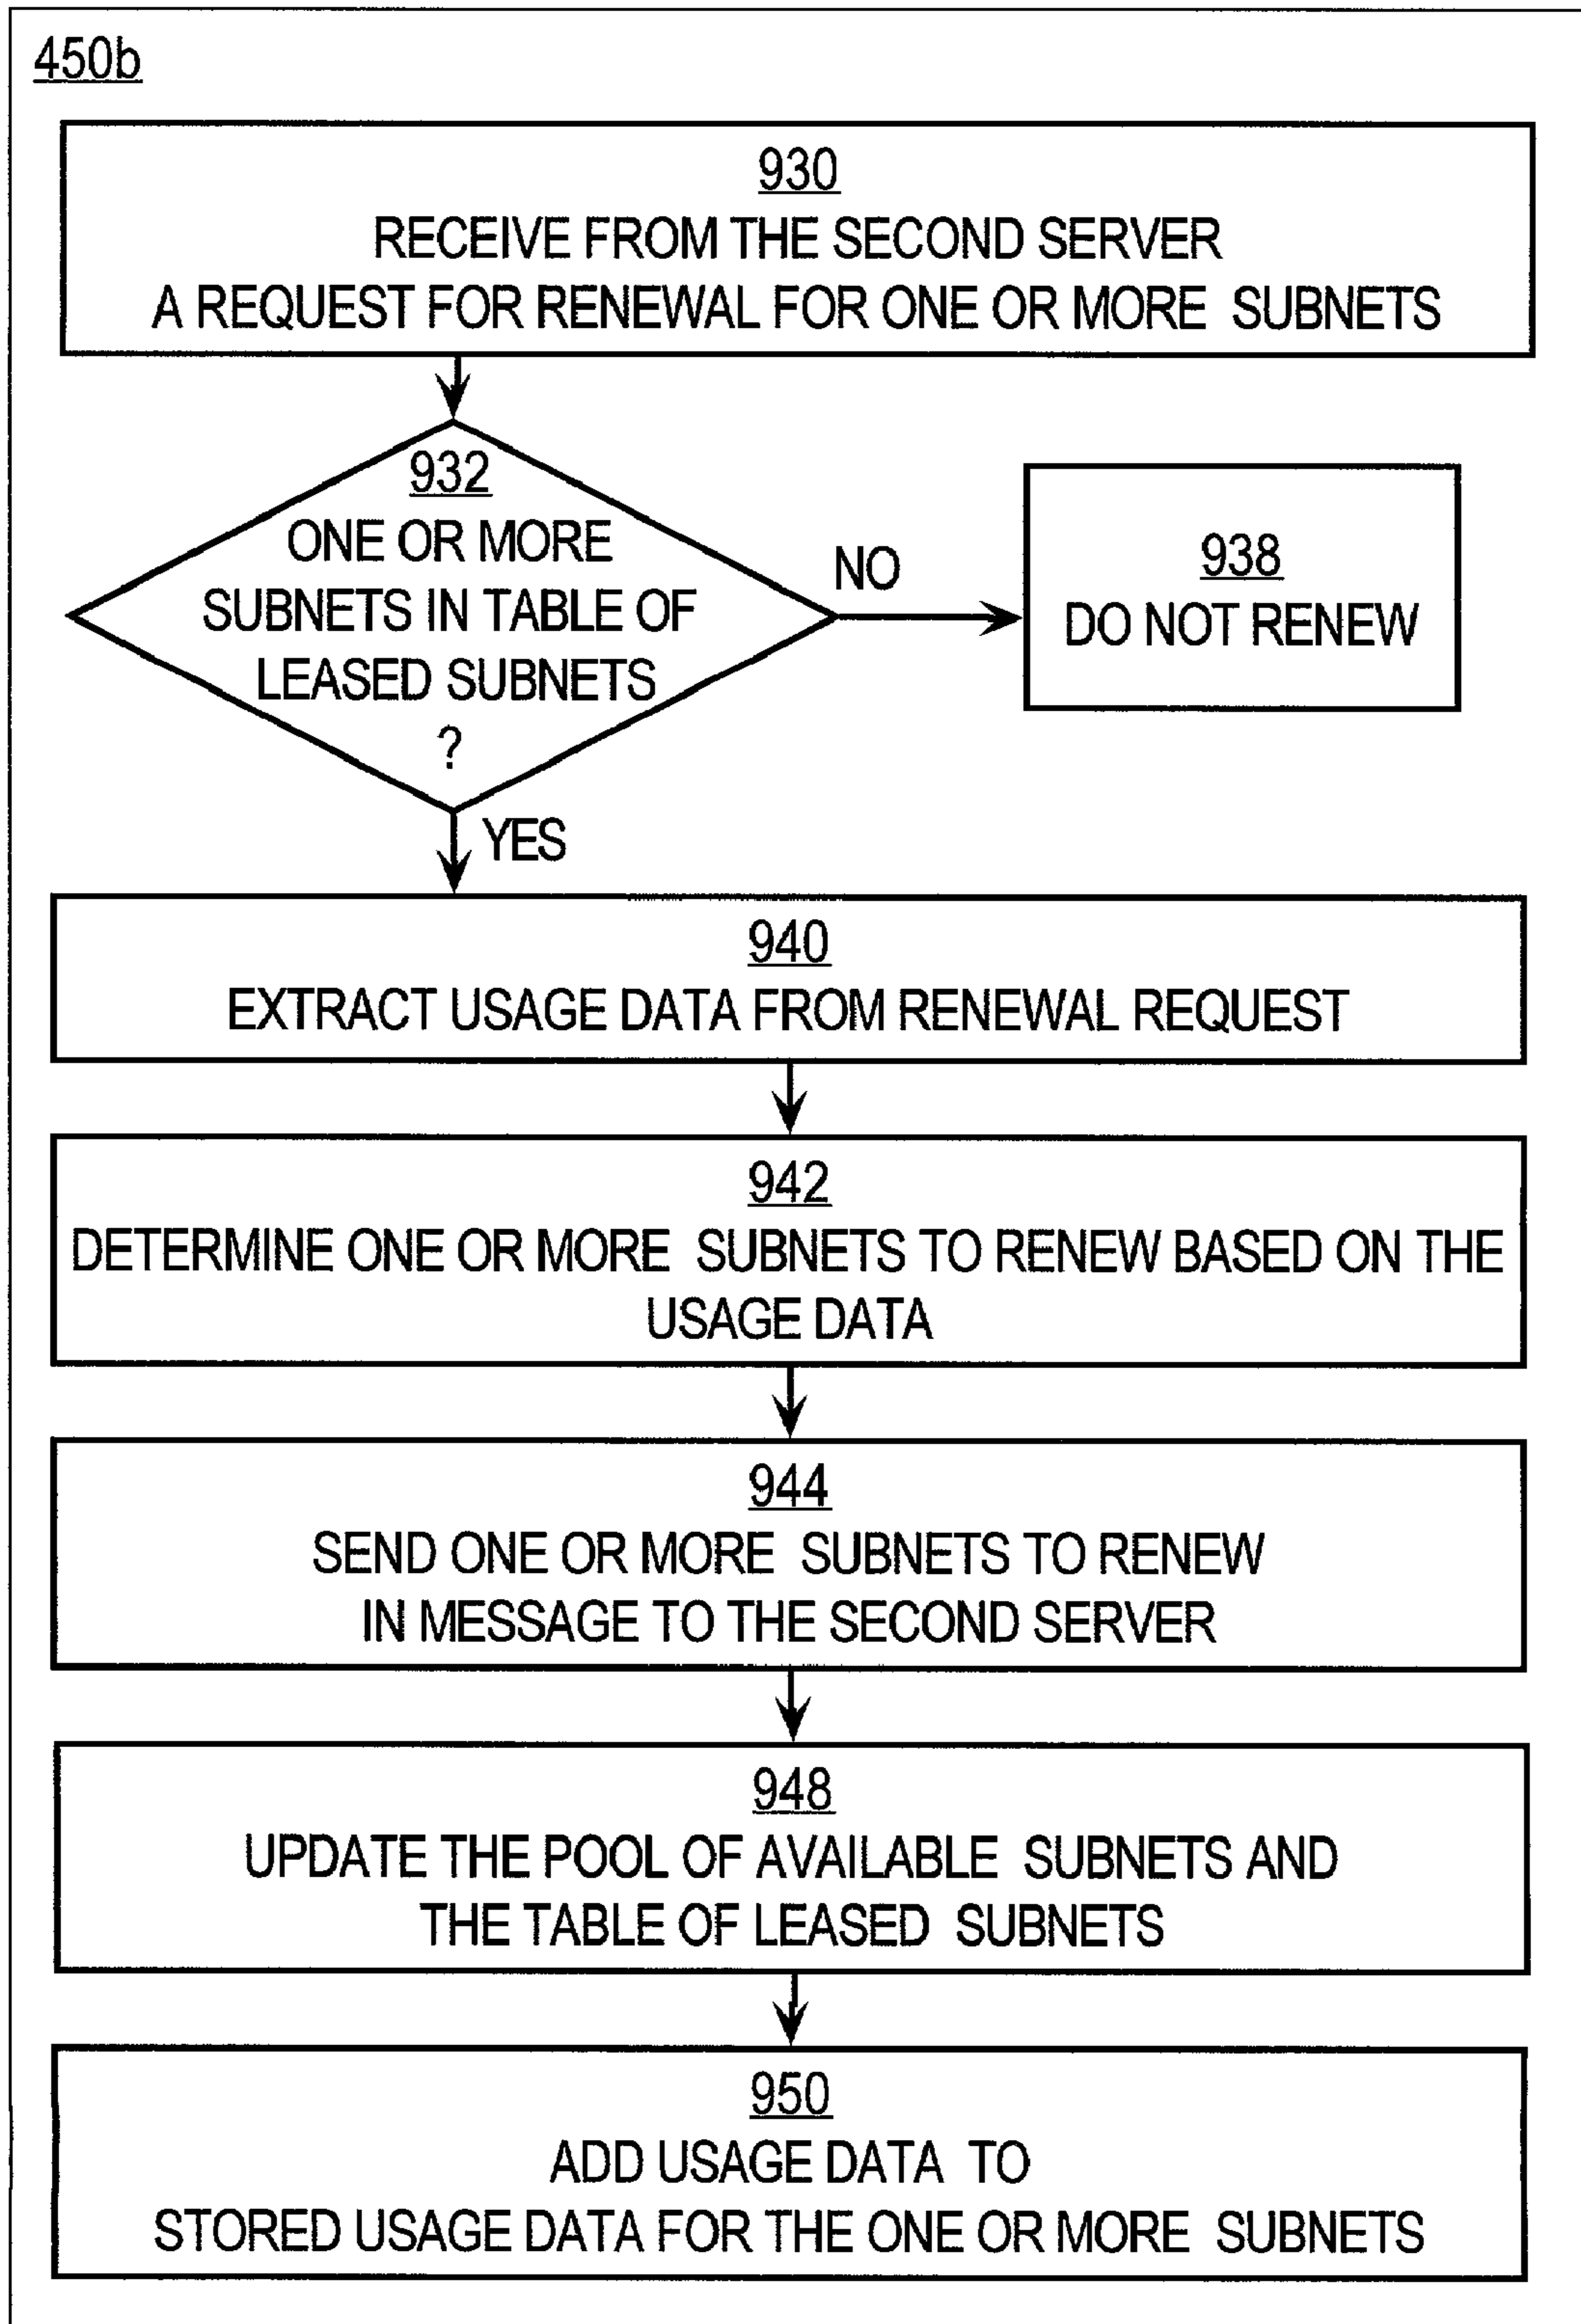 450b
930
RECEIVE FROM THE SECOND SERVER
A REQUEST FOR RENEWAL FOR ONE OR MORE SUBNETS
932
ONE OR MORE
SUBNETS IN TABLE OF
LEASED SUBNETS
?
NO
938
DO NOT RENEW
YES
940
EXTRACT USAGE DATA FROM RENEWAL REQUEST
942
DETERMINE ONE OR MORE SUBNETS TO RENEW BASED ON THE
USAGE DATA
944
SEND ONE OR MORE SUBNETS TO RENEW
IN MESSAGE TO THE SECOND SERVER
948
UPDATE THE POOL OF AVAILABLE SUBNETS AND
THE TABLE OF LEASED SUBNETS
950
ADD USAGE DATA TO
STORED USAGE DATA FOR THE ONE OR MORE SUBNETS